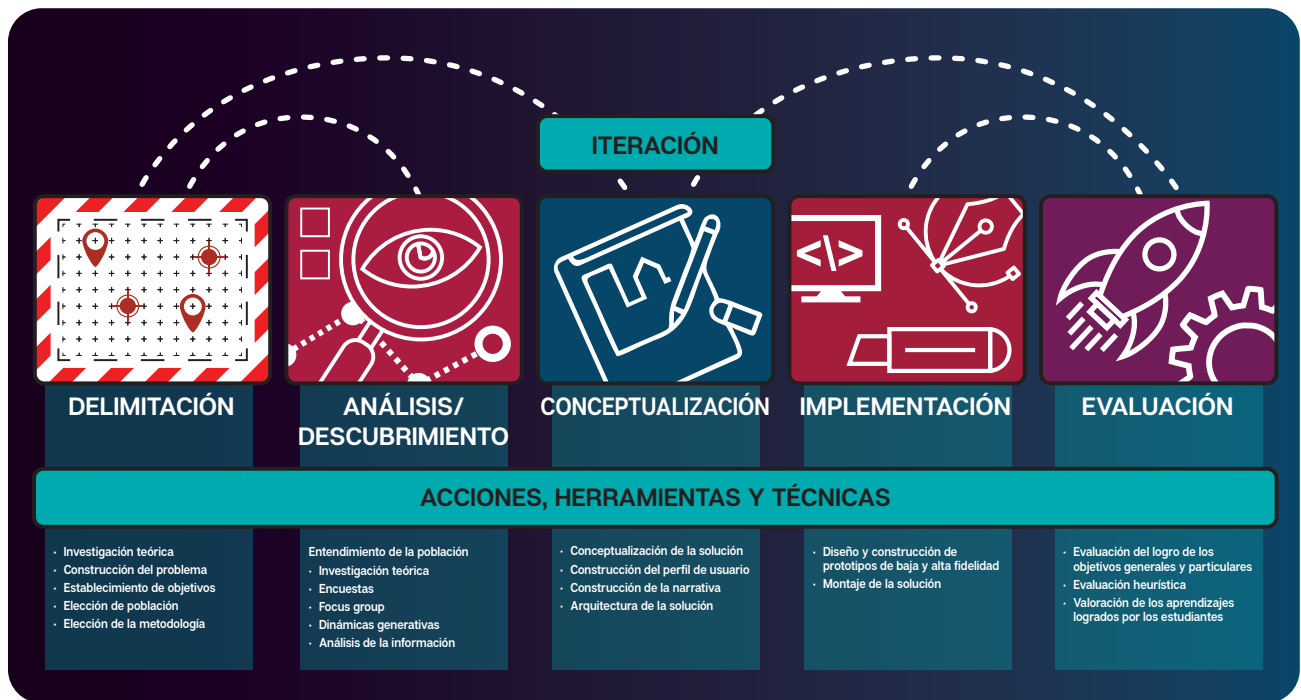 ITERACIÓN
</>
DELIMITACIÓN
ANÁLISIS/
DESCUBRIMIENTO
CONCEPTUALIZACIÓN
IMPLEMENTACIÓN
EVALUACIÓN
ACCIONES, HERRAMIENTAS Y TÉCNICAS
· Investigación teórica
· Construcción del problema
· Establecimiento de objetivos
· Elección de población
· Elección de la metodología
Entendimiento de la población
· Investigación teórica
· Encuestas
· Focus group
· Dinámicas generativas
· Análisis de la información
· Conceptualización de la solución
· Construcción del perfil de usuario
· Construcción de la narrativa
· Arquitectura de la solución
· Diseño y construcción de
prototipos de baja y alta fidelidad
· Montaje de la solución
· Evaluación del logro de los
objetivos generales y particulares
· Evaluación heurística
· Valoración de los aprendizajes
logrados por los estudiantes